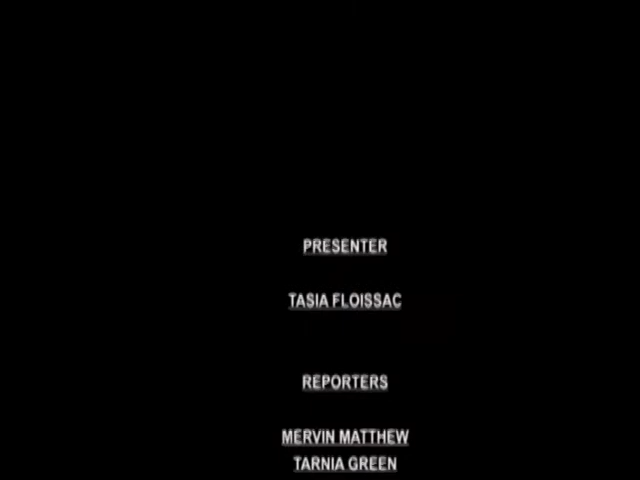 PRESENTER
TASIA FLOISSAC
REPORTERS
MERVIN MATTHEW
TARNIA GREEN